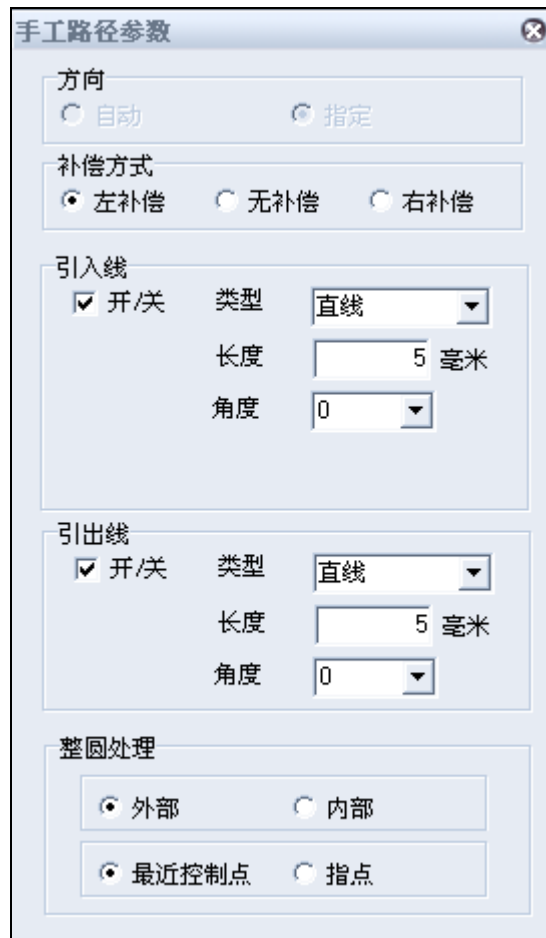 手工路径参数
方向
自动 指定
补偿方式
左补偿 无补偿 右补偿
引入线
开/关 类型 直线
长度 5 毫米
角度 0
引出线
开/关 类型 直线
长度 5 毫米
角度 0
整圆处理
外部 内部
最近控制点 指点